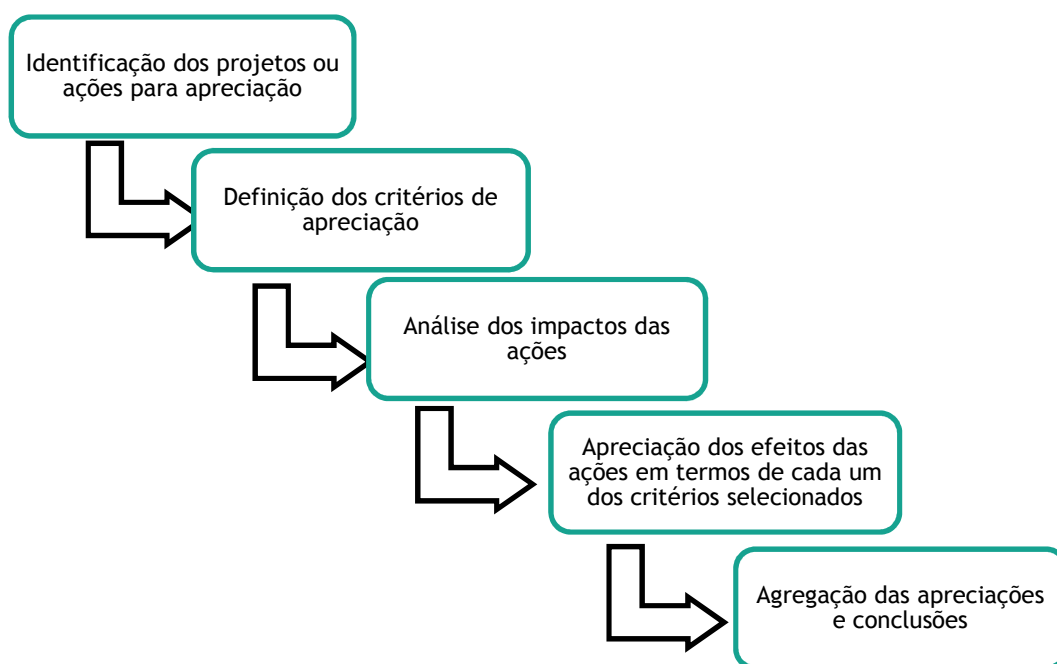 Identificação dos projetos ou
ações para apreciação
Definição dos critérios de
apreciação
Análise dos impactos das
ações
Apreciação dos efeitos das
ações em termos de cada um
dos critérios selecionados
Agregação das apreciações
e conclusões